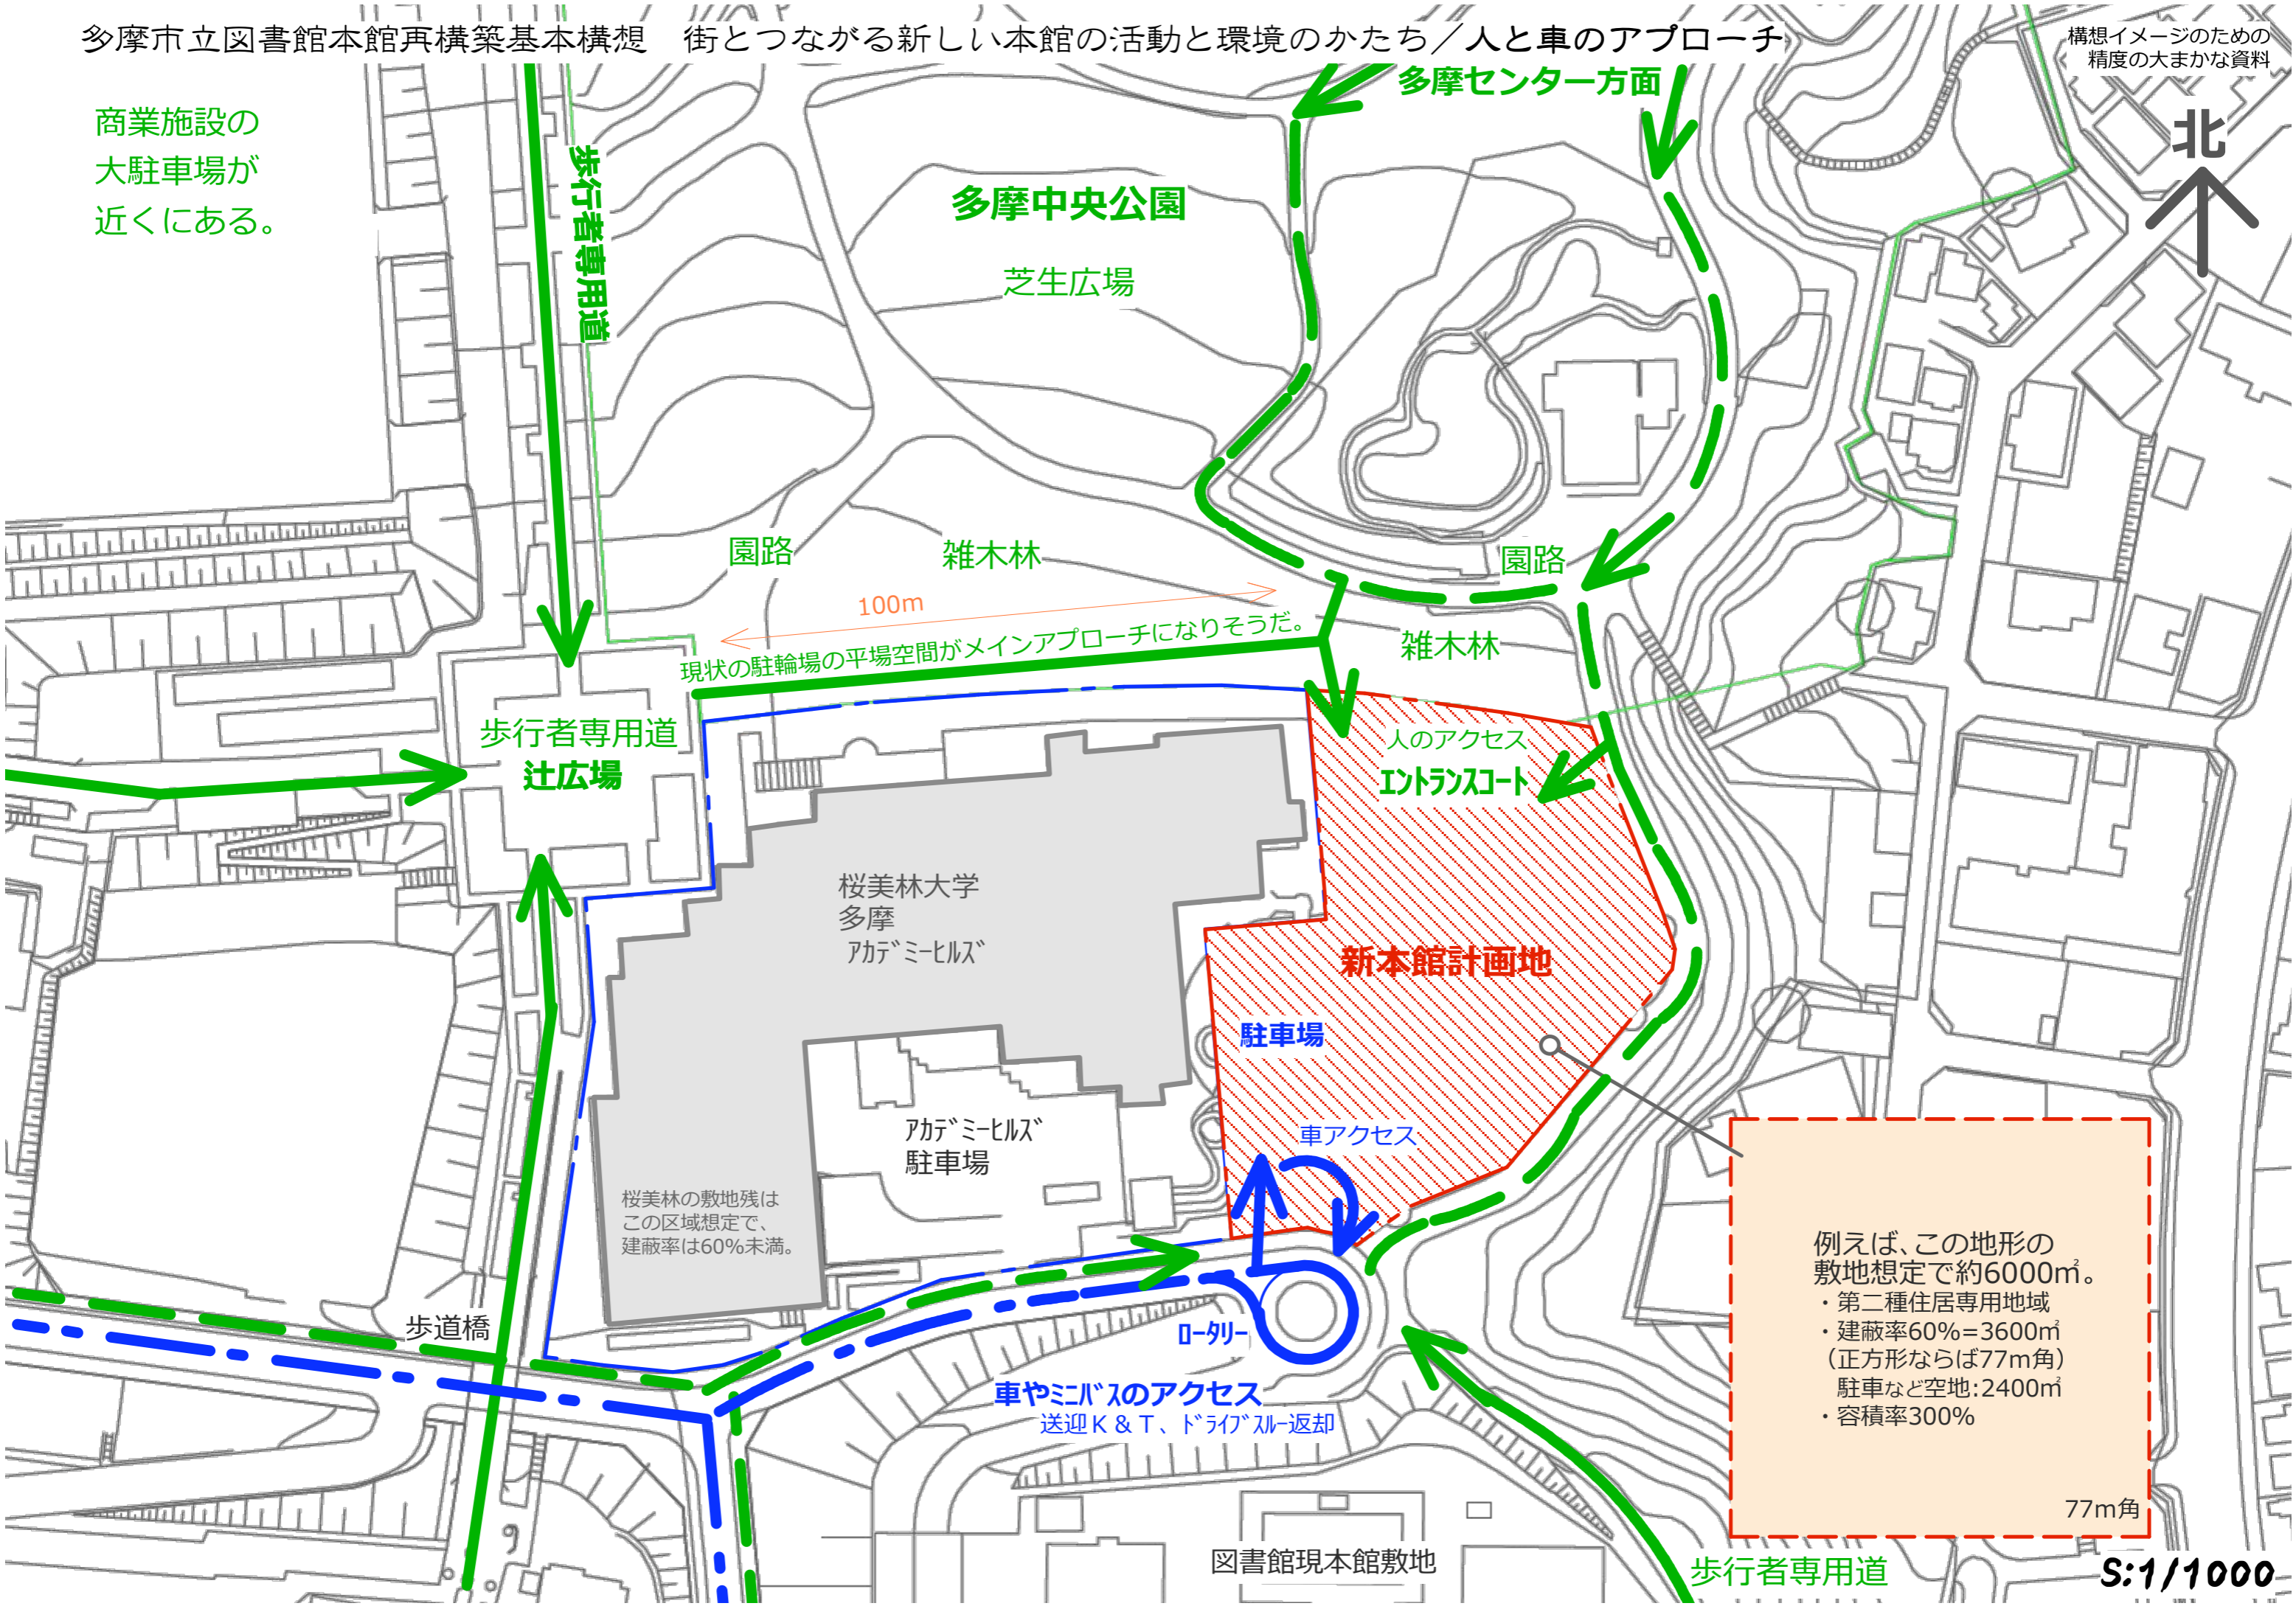 多摩市立図書館本館再構築基本構想　街とつながる新しい本館の活動と環境のかたち／人と車のアプローチ
構想イメージのための
精度の大まかな資料
多摩センター方面
商業施設の
大駐車場が
近くにある。
北
歩行者専用道
多摩中央公園
芝生広場
園路
雑木林
園路
100m
現状の駐輪場の平場空間がメインアプローチになりそうだ。
雑木林
歩行者専用道
辻広場
人のアクセス
エントランスコート
桜美林大学
多摩
ｱｶﾃﾞﾐｰﾋﾙｽﾞ
新本館計画地
駐車場
ｱｶﾃﾞﾐｰﾋﾙｽﾞ
駐車場
車アクセス
桜美林の敷地残は
この区域想定で、
建蔽率は60%未満。
例えば、この地形の
敷地想定で約6000㎡。
・第二種住居専用地域
・建蔽率60%=3600㎡
（正方形ならば77m角）
駐車など空地:2400㎡
・容積率300%
77m角
歩道橋
ﾛｰﾀﾘｰ
車やﾐﾆﾊﾞｽのアクセス
送迎K＆T、ﾄﾞﾗｲﾌﾞｽﾙｰ返却
図書館現本館敷地
歩行者専用道
S:1/1000